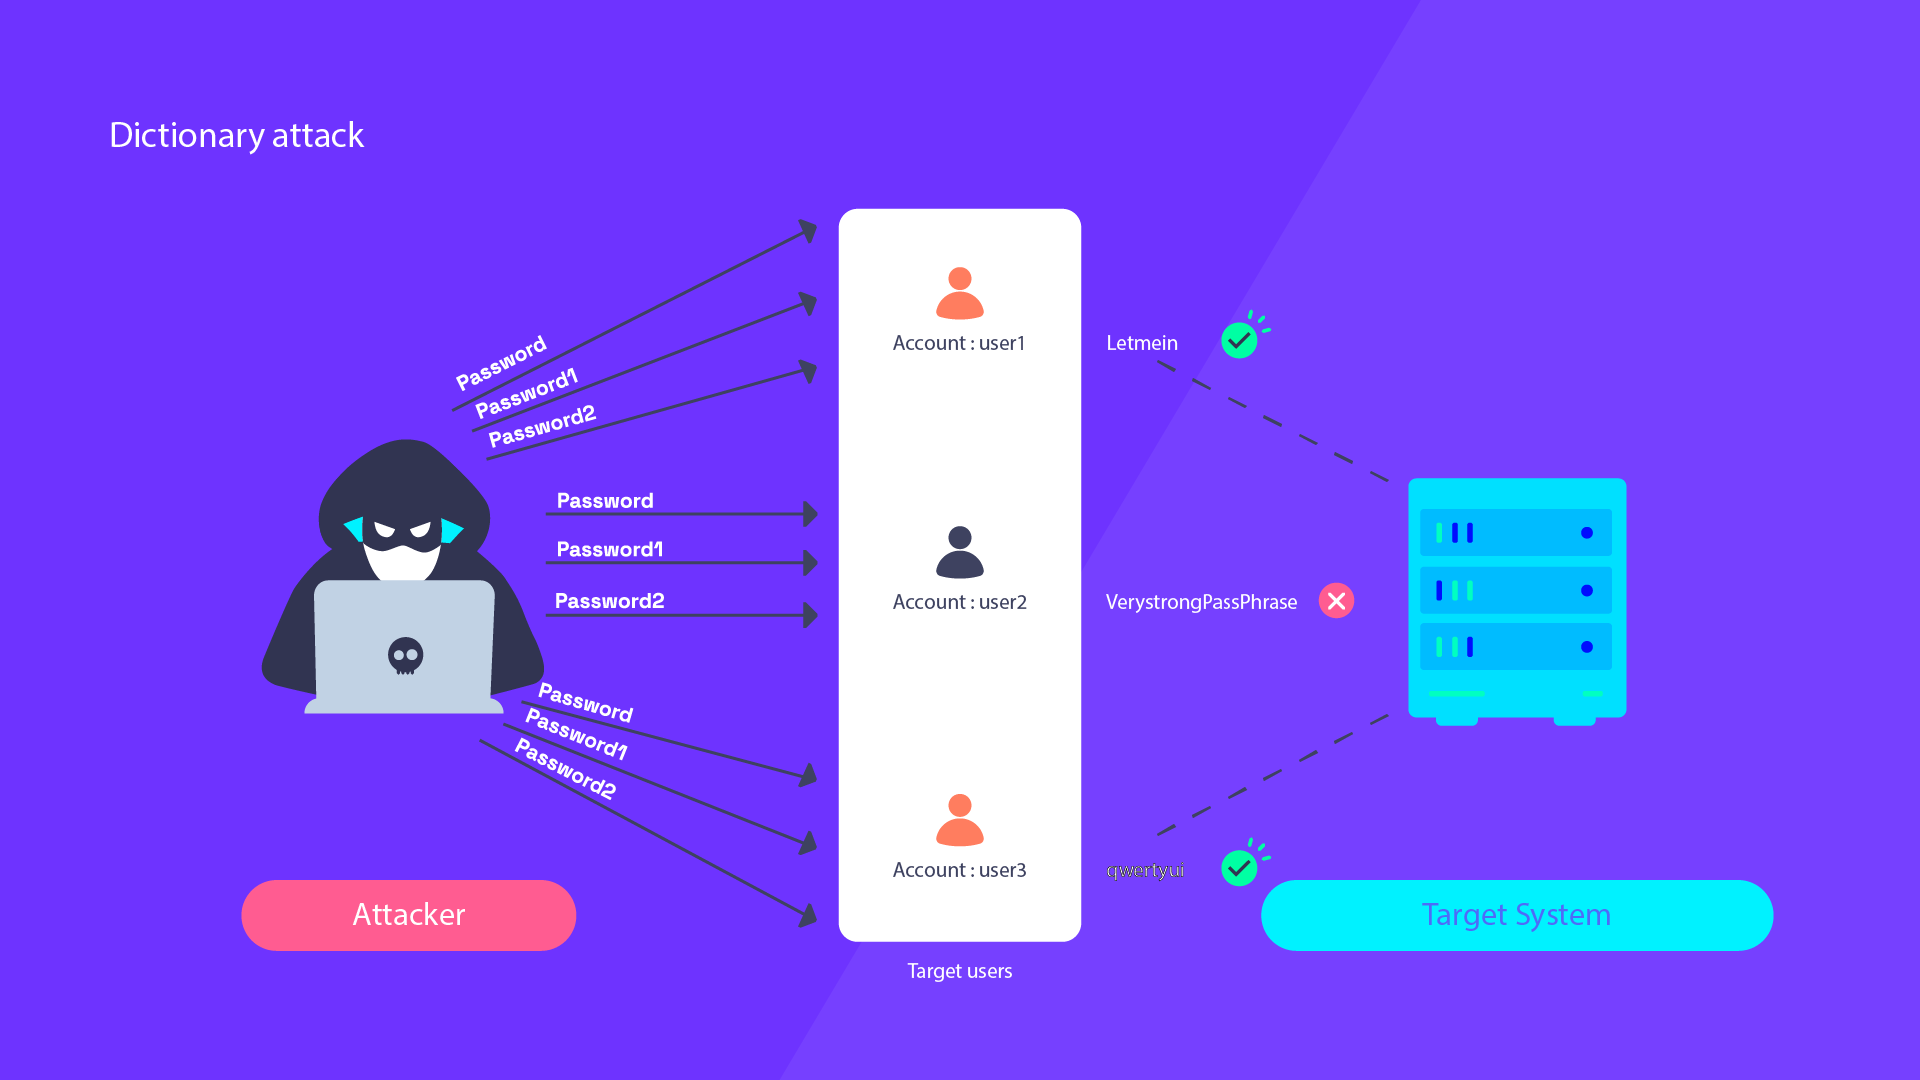 Dictionary attack
Password
Password1
Password2
Password
Password1
Password2
Password
Password1
Password2
Account : user1
Account : user2
Account : user3
Letmein
VerystrongPassPhrase
qwertyui
Attacker
Target users
Target System